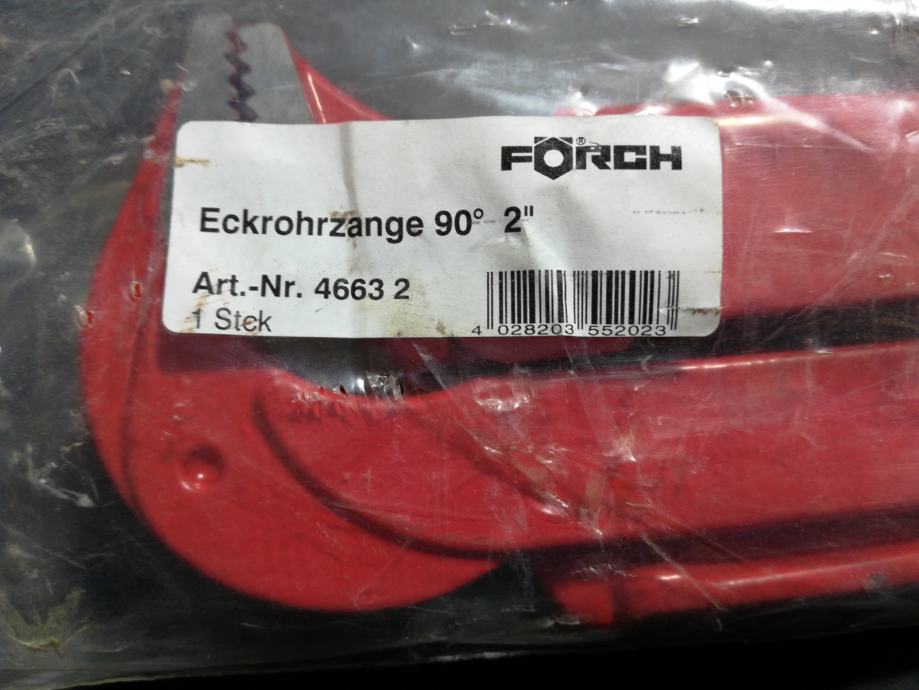 FÖRCH®
Eckrohrzange 90° 2"
Art.-Nr. 4663 2
1 Stck
4 028203 552023